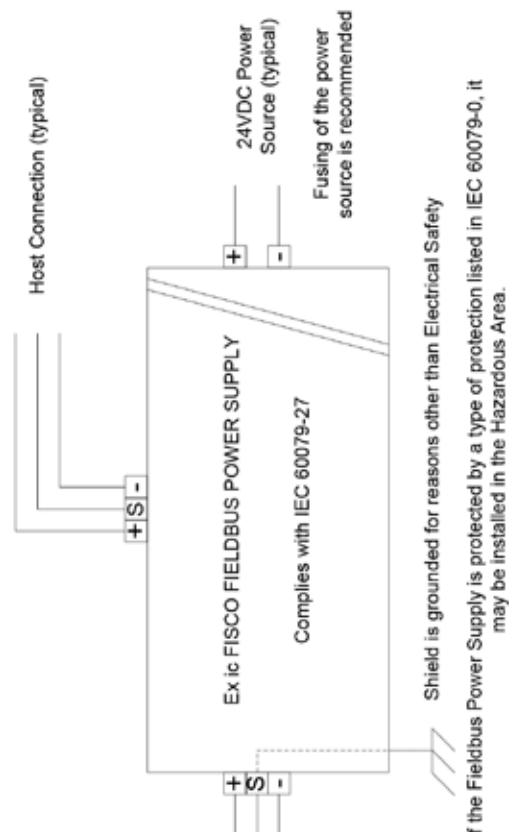 Host Connection (typical)
+ S -
Ex ic FISCO FIELDBUS POWER SUPPLY
Complies with IEC 60079-27
+
-
24VDC Power
Source (typical)
Fusing of the power
source is recommended
+
S
-
Shield is grounded for reasons other than Electrical Safety
f the Fieldbus Power Supply is protected by a type of protection listed in IEC 60079-0, it
may be installed in the Hazardous Area.